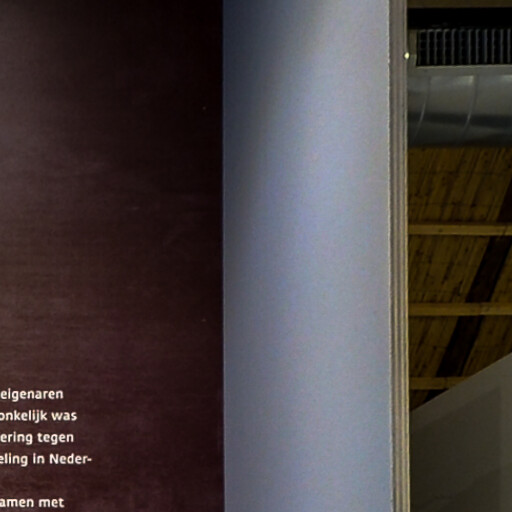 eigenaren
onkelijk was
ering tegen
eling in Neder-
amen met